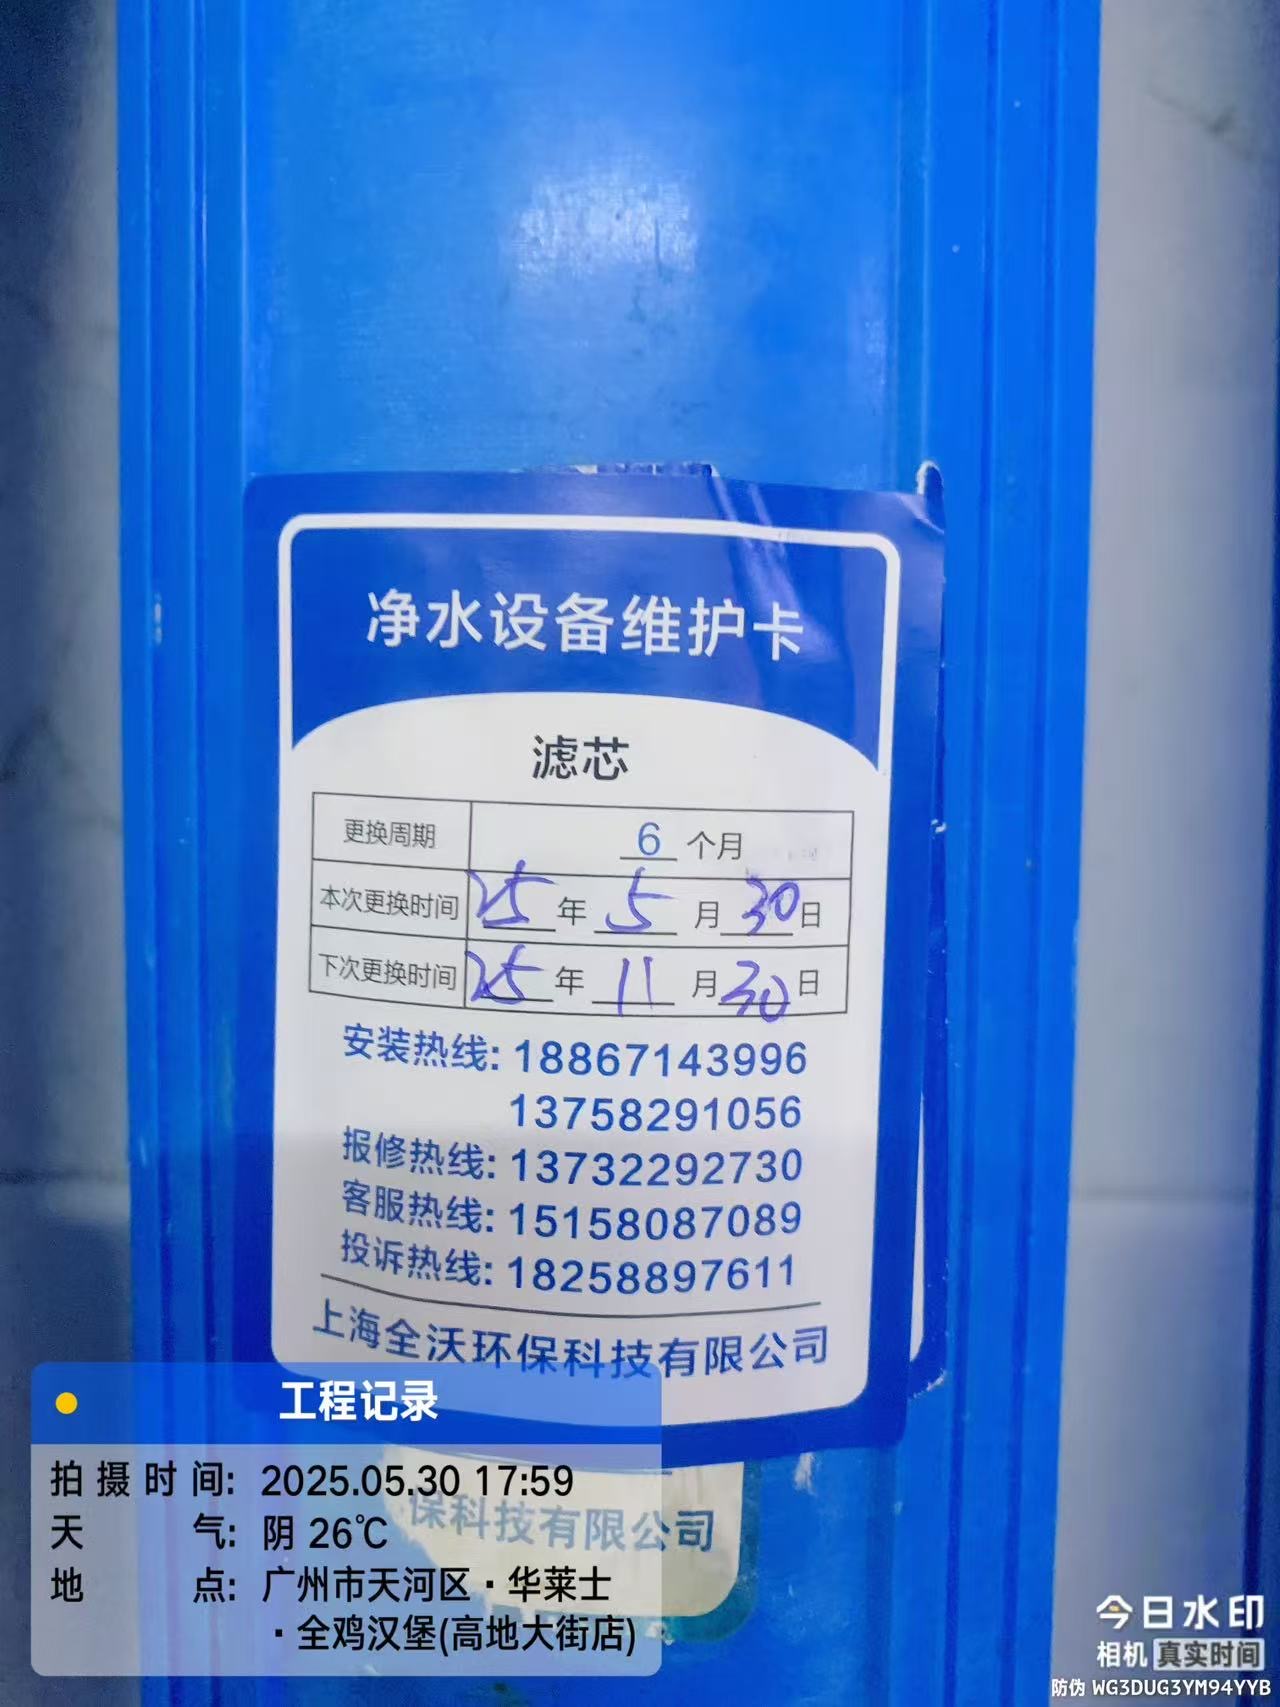 净水设备维护卡
滤芯
更换周期 6 个月
本次更换时间 25 年 5 月 30 日
下次更换时间 25 年 11 月 30 日
安装热线: 18867143996
13758291056
报修热线: 13732292730
客服热线: 15158087089
投诉热线: 18258897611
上海全沃环保科技有限公司
保科技有限公司
工程记录
拍摄时间: 2025.05.30 17:59
天气: 阴 26℃
地点: 广州市天河区·华莱士
·全鸡汉堡(高地大街店)
今日水印
相机 真实时间
防伪 WG3DUG3YM94YYB